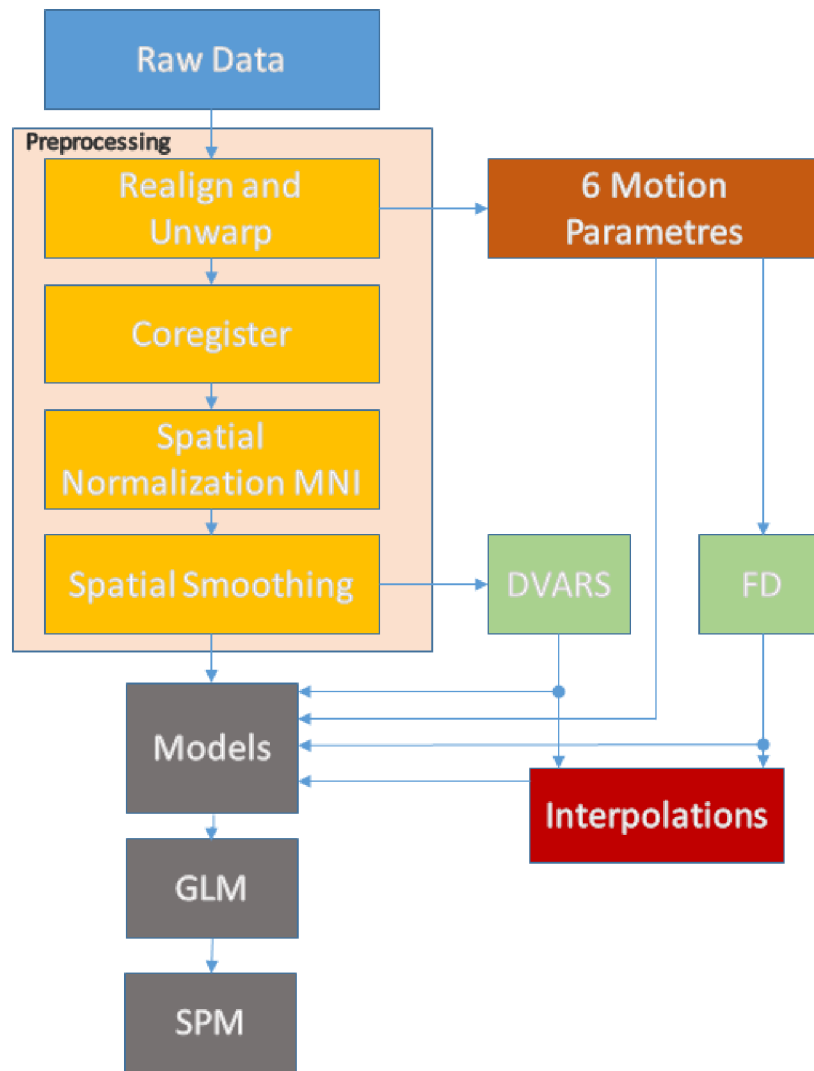 Raw Data
Preprocessing
Realign and
Unwarp
6 Motion
Parametres
Coregister
Spatial
Normalization MNI
Spatial Smoothing
DVARS
FD
Models
Interpolations
GLM
SPM